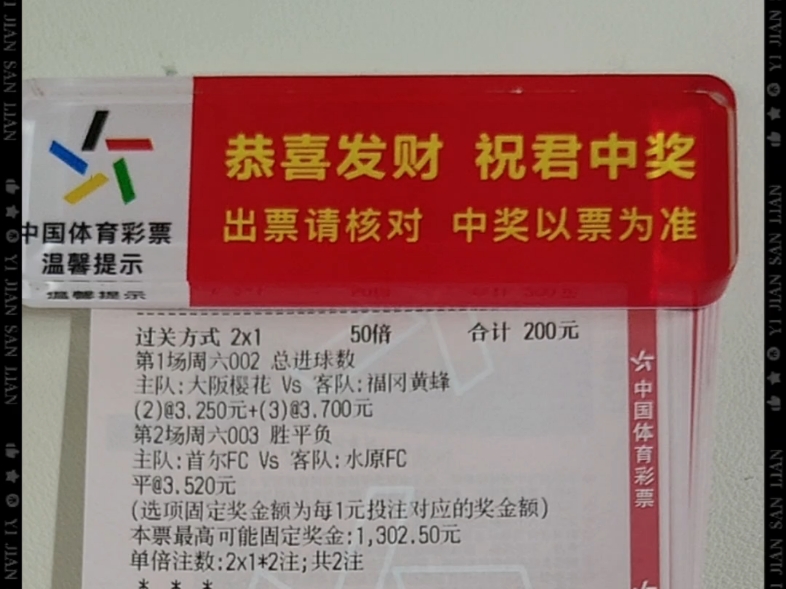 恭喜发财 祝君中奖
出票请核对 中奖以票为准
中国体育彩票
温馨提示
过关方式 2x1 50倍 合计 200元
第1场周六002 总进球数
主队:大阪樱花 Vs 客队:福冈黄蜂
(2)@3.250元+(3)@3.700元
第2场周六003 胜平负
主队:首尔FC Vs 客队:水原FC
平@3.520元
(选项固定奖金额为每1元投注对应的奖金额)
本票最高可能固定奖金:1,302.50元
单倍注数:2x1*2注;共2注
* * *
中国体育彩票
YI JIAN SAN LIAN
YI JIAN SAN LIAN